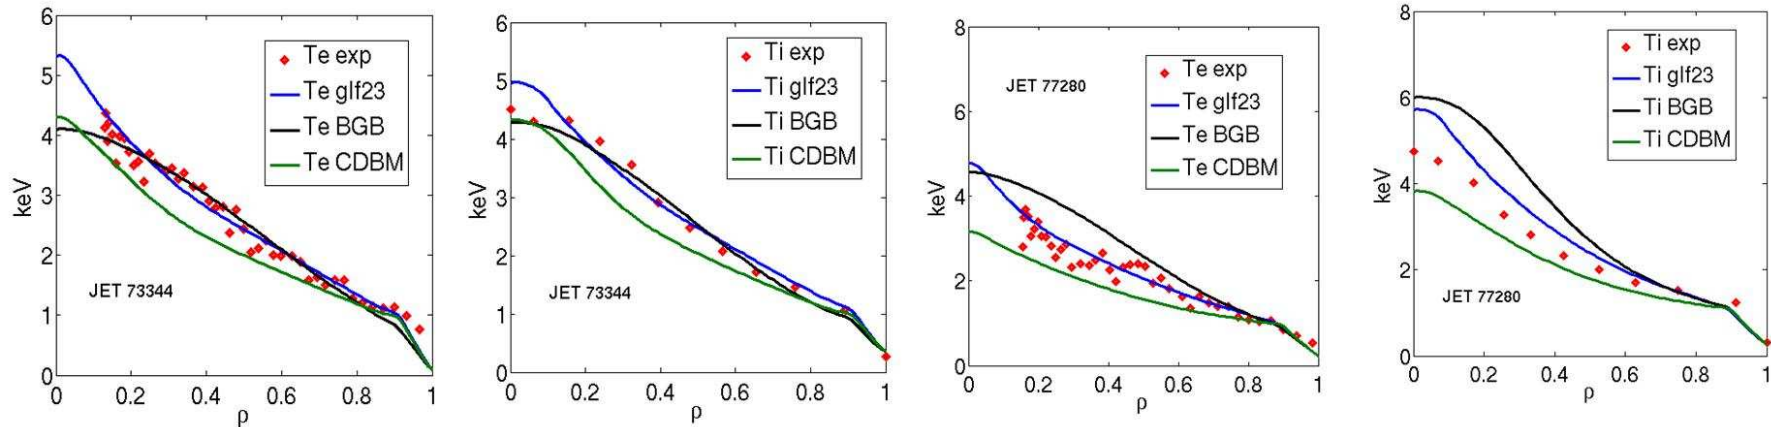 6
5
4
3
2
1
0
keV
Te exp
Te glf23
Te BGB
Te CDBM
JET 73344
0 0.2 0.4 0.6 0.8 1
ρ
6
5
4
3
2
1
0
keV
Ti exp
Ti glf23
Ti BGB
Ti CDBM
JET 73344
0 0.2 0.4 0.6 0.8 1
ρ
8
6
4
2
0
keV
JET 77280
Te exp
Te glf23
Te BGB
Te CDBM
0 0.2 0.4 0.6 0.8 1
ρ
8
6
4
2
0
keV
Ti exp
Ti glf23
Ti BGB
Ti CDBM
JET 77280
0 0.2 0.4 0.6 0.8 1
ρ